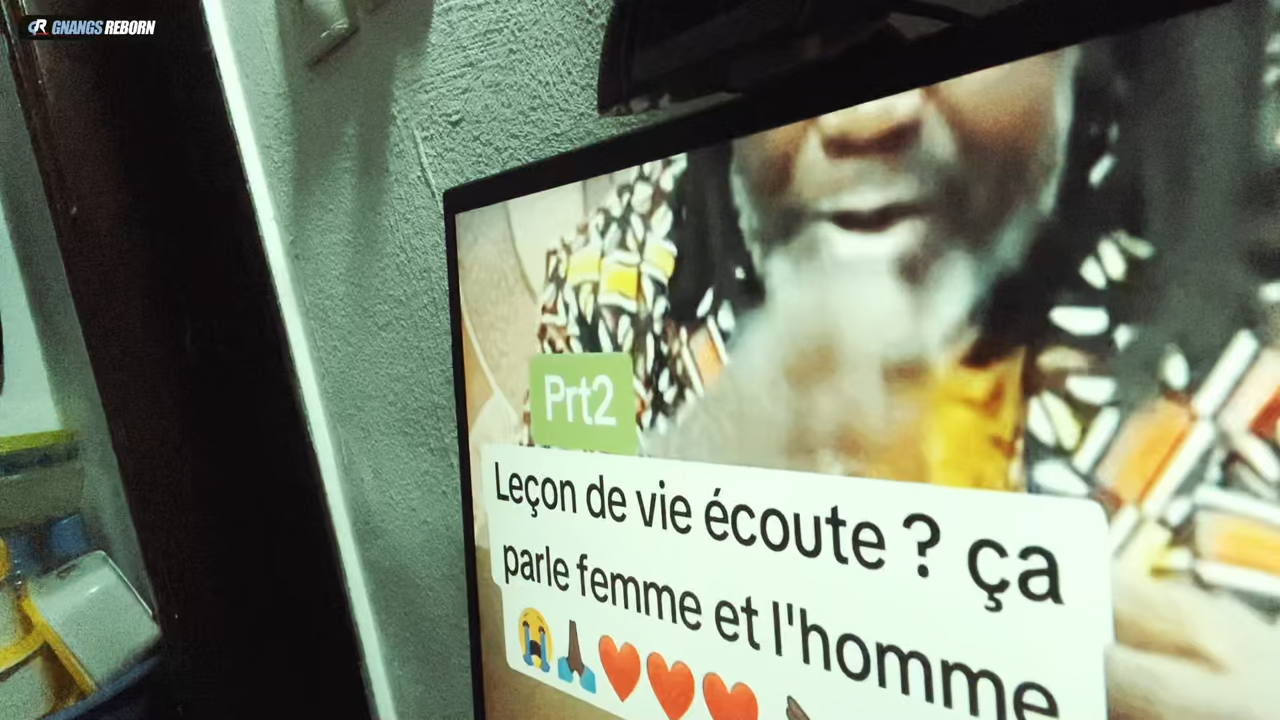 GNANGS REBORN
Prt2
Leçon de vie écoute ? ça
parle femme et l'homme
😭🙏🏿❤️❤️❤️